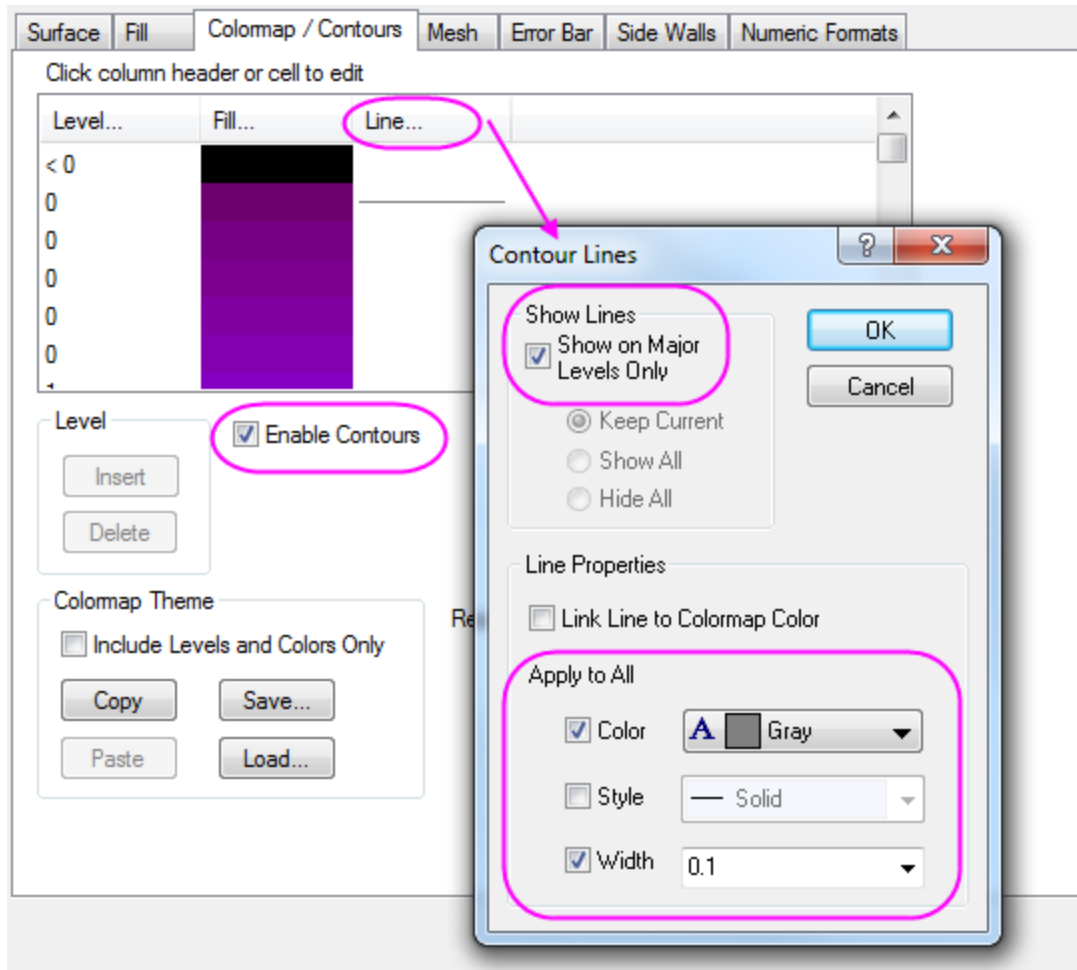 Surface Fill Colormap / Contours Mesh Error Bar Side Walls Numeric Formats
Click column header or cell to edit
Level... Fill... Line...
< 0
0
0
0
0
0
Level
Enable Contours
Insert
Delete
Colormap Theme
Include Levels and Colors Only
Copy Save...
Paste Load...
Contour Lines
Show Lines
Show on Major
Levels Only
Keep Current
Show All
Hide All
OK
Cancel
Line Properties
Link Line to Colormap Color
Apply to All
Color A Gray
Style Solid
Width 0.1